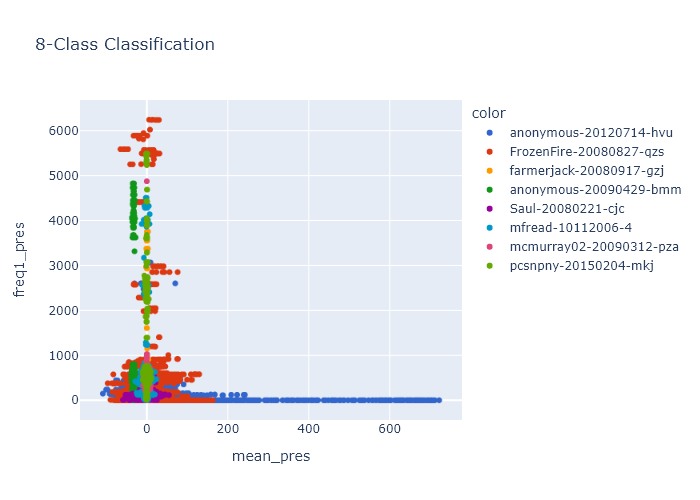 8-Class Classification
color
anonymous-20120714-hvu
FrozenFire-20080827-qzs
farmerjack-20080917-gzj
anonymous-20090429-bmm
Saul-20080221-cjc
mfread-10112006-4
mcmurray02-20090312-pza
pcsnpny-20150204-mkj
freq1_pres
6000
5000
4000
3000
2000
1000
0
0
200
400
600
mean_pres